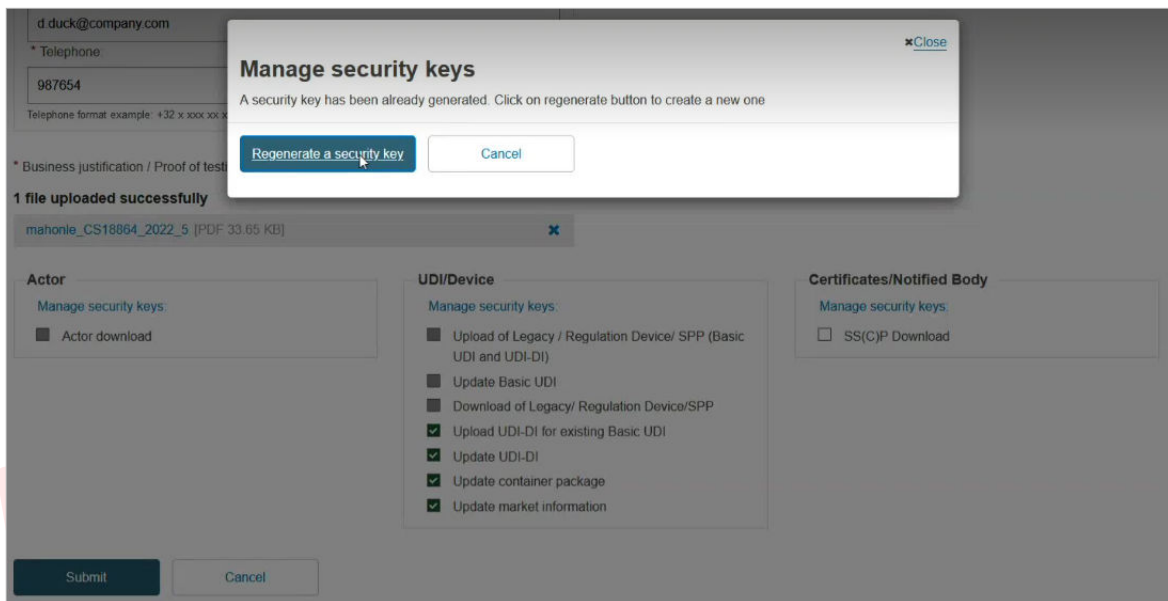 d.duck@company.com
* Telephone:
987654
Telephone format example: +32 x xxx xx x
* Business justification / Proof of testi
1 file uploaded successfully
mahonle_CS18864_2022_5 [PDF 33.65 KB]
×Close
Manage security keys
A security key has been already generated. Click on regenerate button to create a new one
Regenerate a security key
Cancel
Actor
Manage security keys:
Actor download
UDI/Device
Manage security keys:
Upload of Legacy / Regulation Device/ SPP (Basic
UDI and UDI-DI)
Update Basic UDI
Download of Legacy/ Regulation Device/SPP
Upload UDI-DI for existing Basic UDI
Update UDI-DI
Update container package
Update market information
Certificates/Notified Body
Manage security keys:
SS(C)P Download
Submit
Cancel